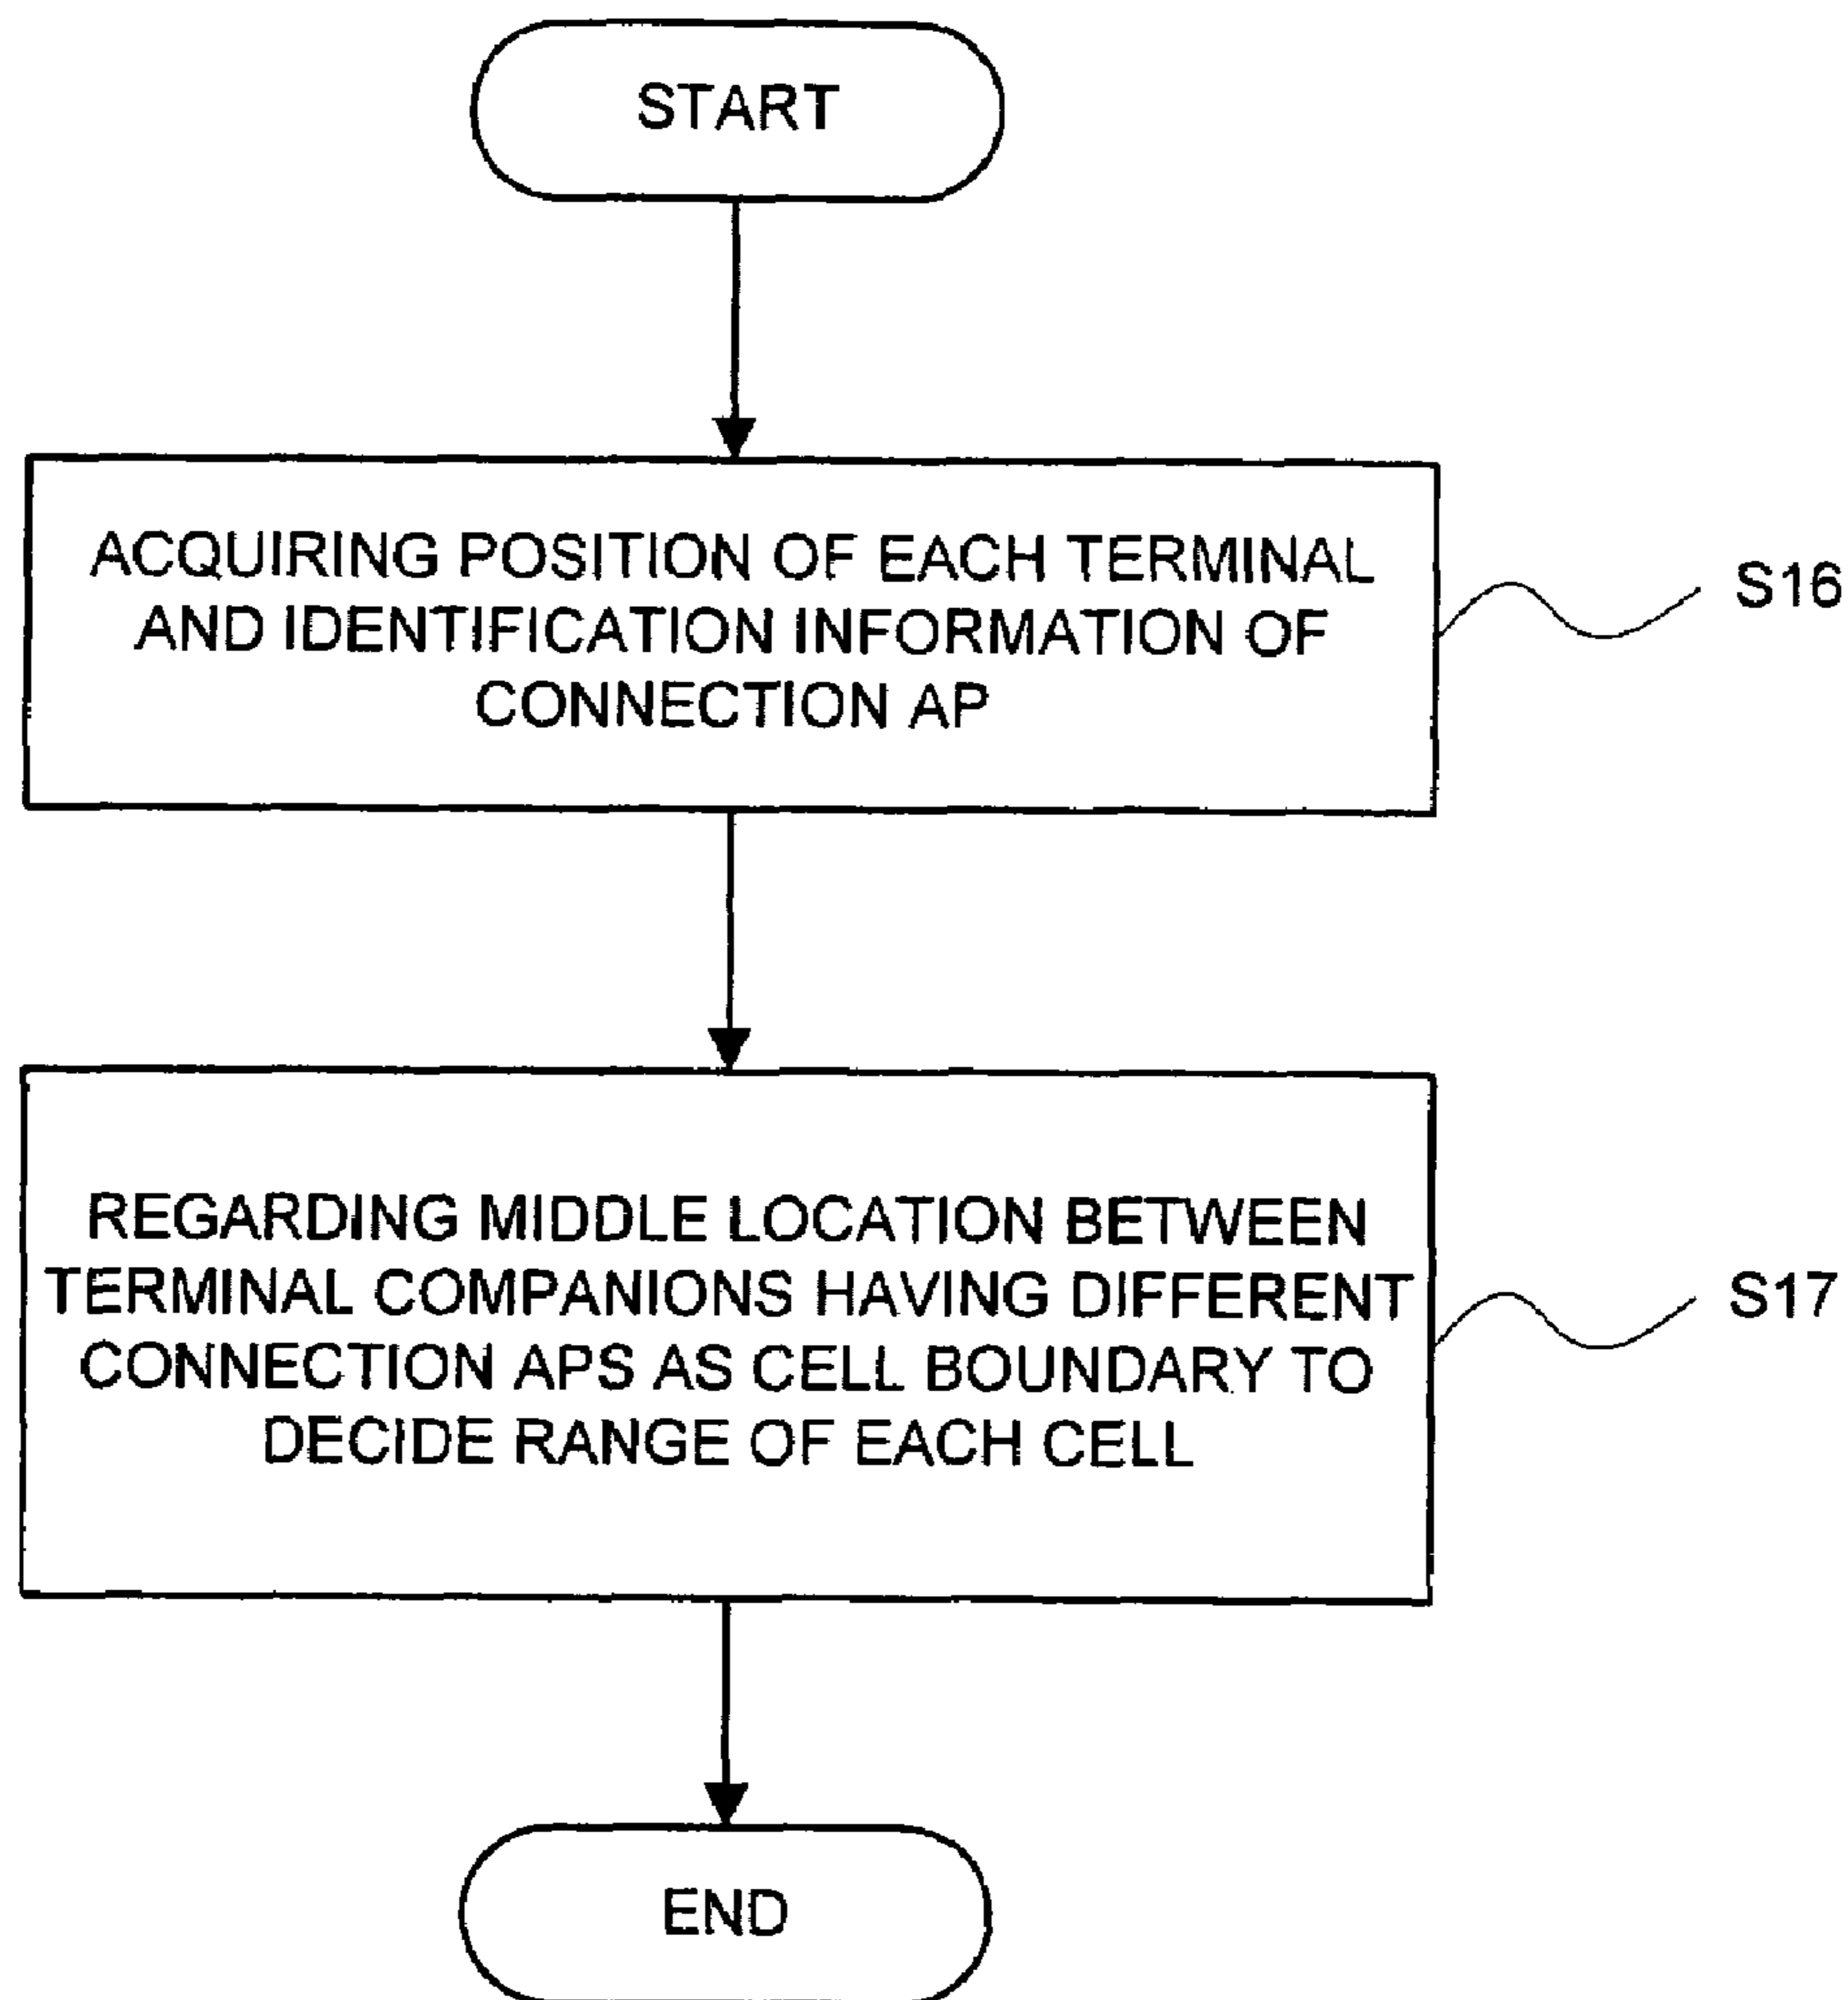 START
ACQUIRING POSITION OF EACH TERMINAL
AND IDENTIFICATION INFORMATION OF
CONNECTION AP
S16
REGARDING MIDDLE LOCATION BETWEEN
TERMINAL COMPANIONS HAVING DIFFERENT
CONNECTION APS AS CELL BOUNDARY TO
DECIDE RANGE OF EACH CELL
S17
END